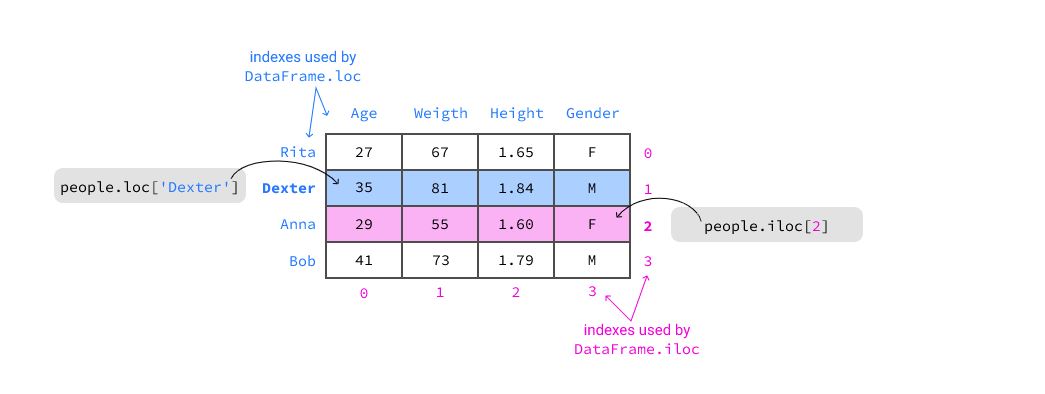 indexes used by
DataFrame.loc
Age Weigth Height Gender
Rita 27 67 1.65 F 0
people.loc['Dexter'] Dexter 35 81 1.84 M 1
Anna 29 55 1.60 F 2 people.iloc[2]
Bob 41 73 1.79 M 3
0 1 2 3
indexes used by
DataFrame.iloc